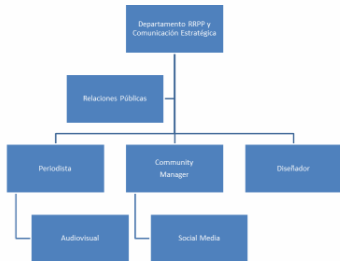 Departamento RRPP y
Comunicación Estratégica
Relaciones Públicas
Periodista
Community
Manager
Diseñador
Audiovisual
Social Media